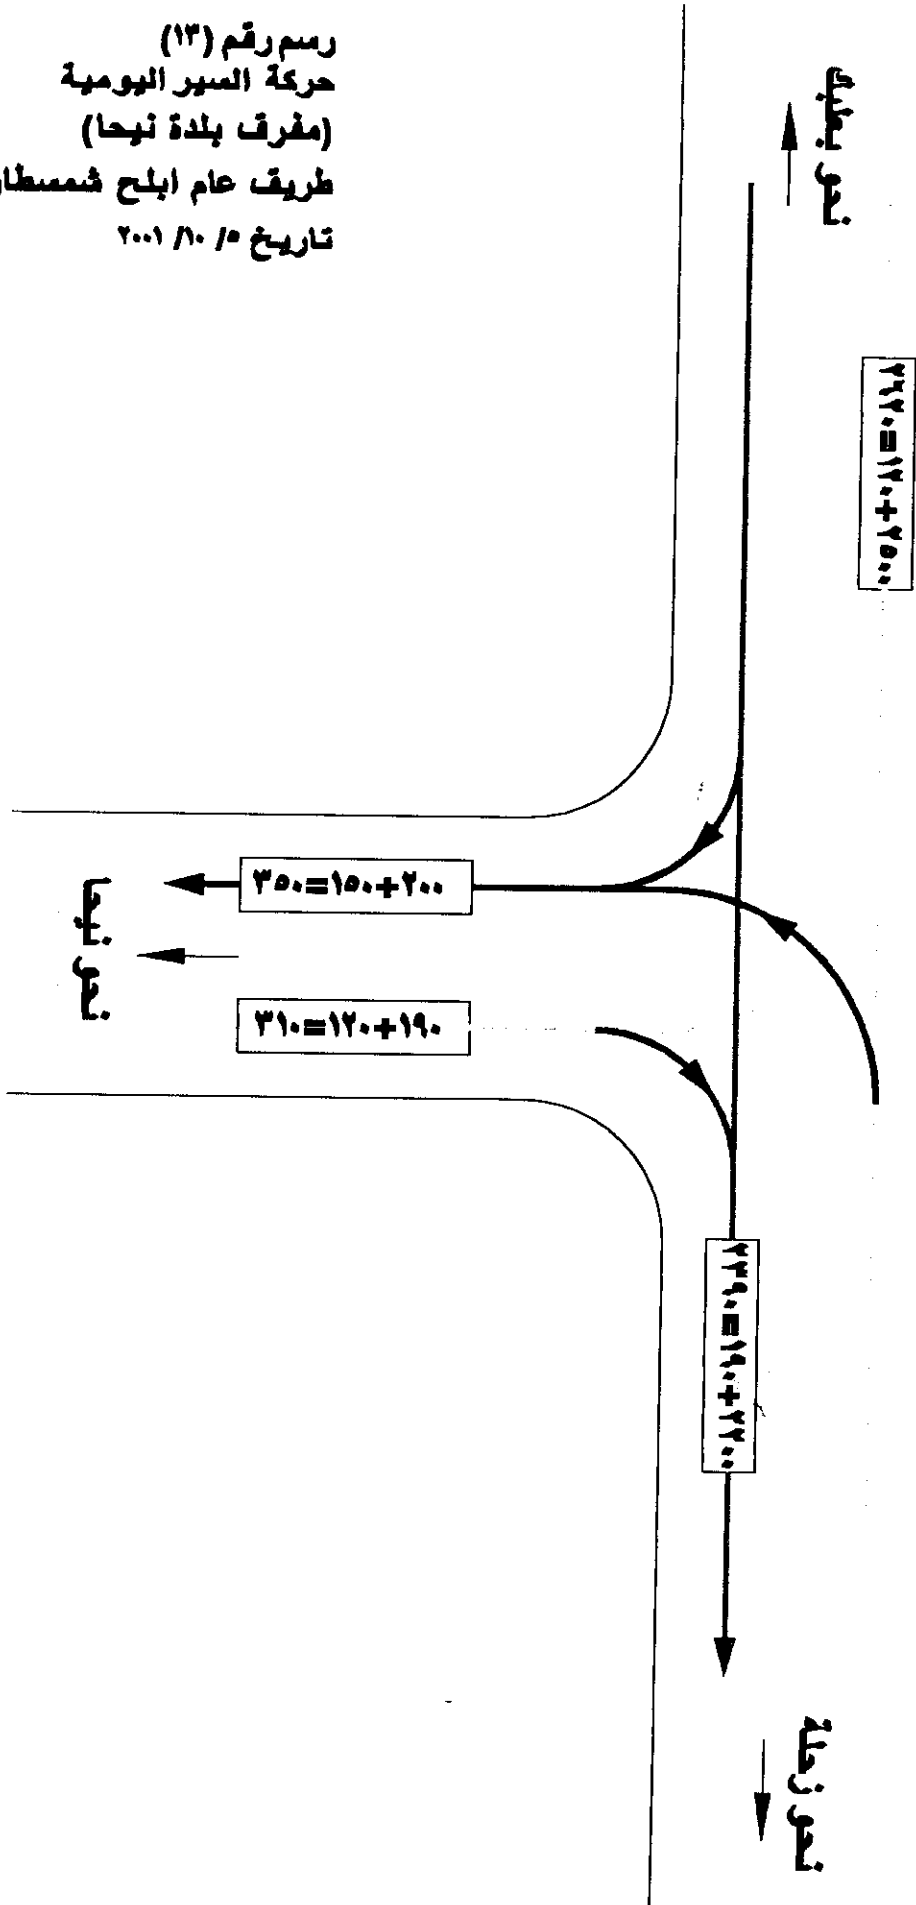 رسم رقم (١٣)
حركة السير اليومية
(مفرق بلدة نيحا)
طريق عام ابلح شمسطار
تاريخ ٥/ ١٠/ ٢٠٠١
نحو بعلبك
٢٦٢٠=١٢٠+٢٥٠٠
٣٥٠=١٥٠+٢٠٠
نحو نيحا
٣١٠=١٢٠+١٩٠
٢٣٩٠=١٩٠+٢٢٠٠
نحو زحلة